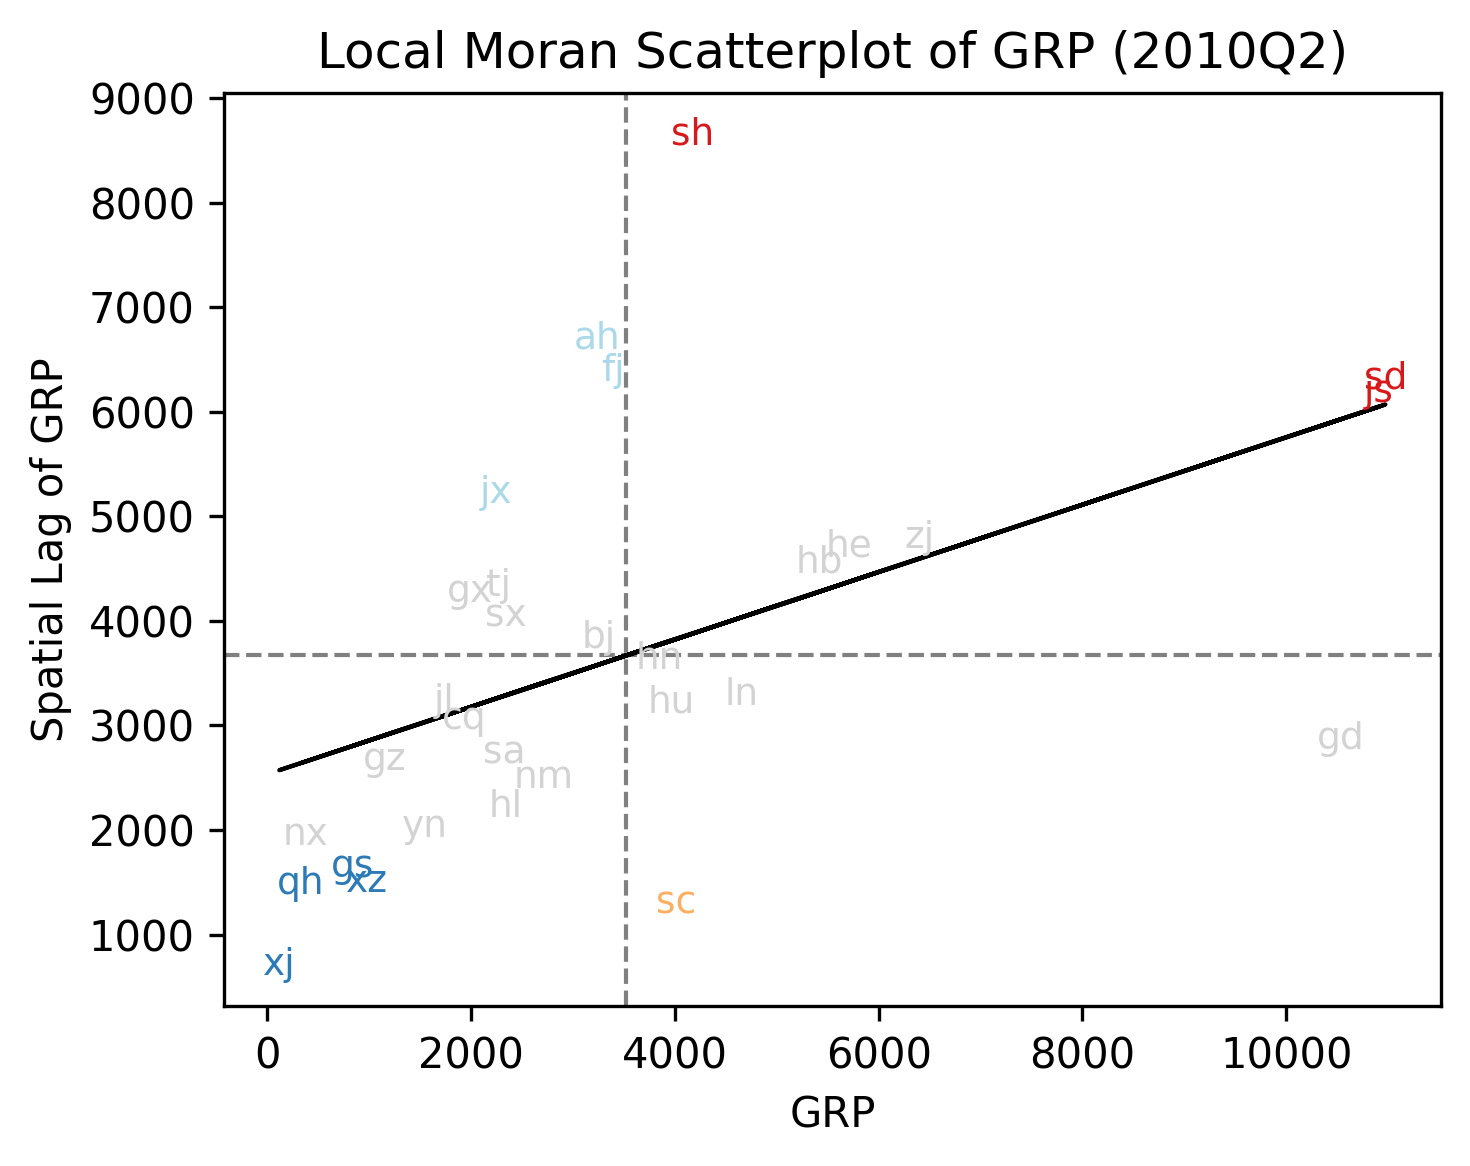 Local Moran Scatterplot of GRP (2010Q2)
9000
8000
7000
6000
5000
4000
3000
2000
1000
Spatial Lag of GRP
sh
ah
fj
sd
js
jx
zj
he
hb
tj
gx
sx
bj
hn
jl
ln
hu
cq
sa
gd
gz
nm
hl
yn
nx
gs
xz
qh
sc
xj
0 2000 4000 6000 8000 10000
GRP